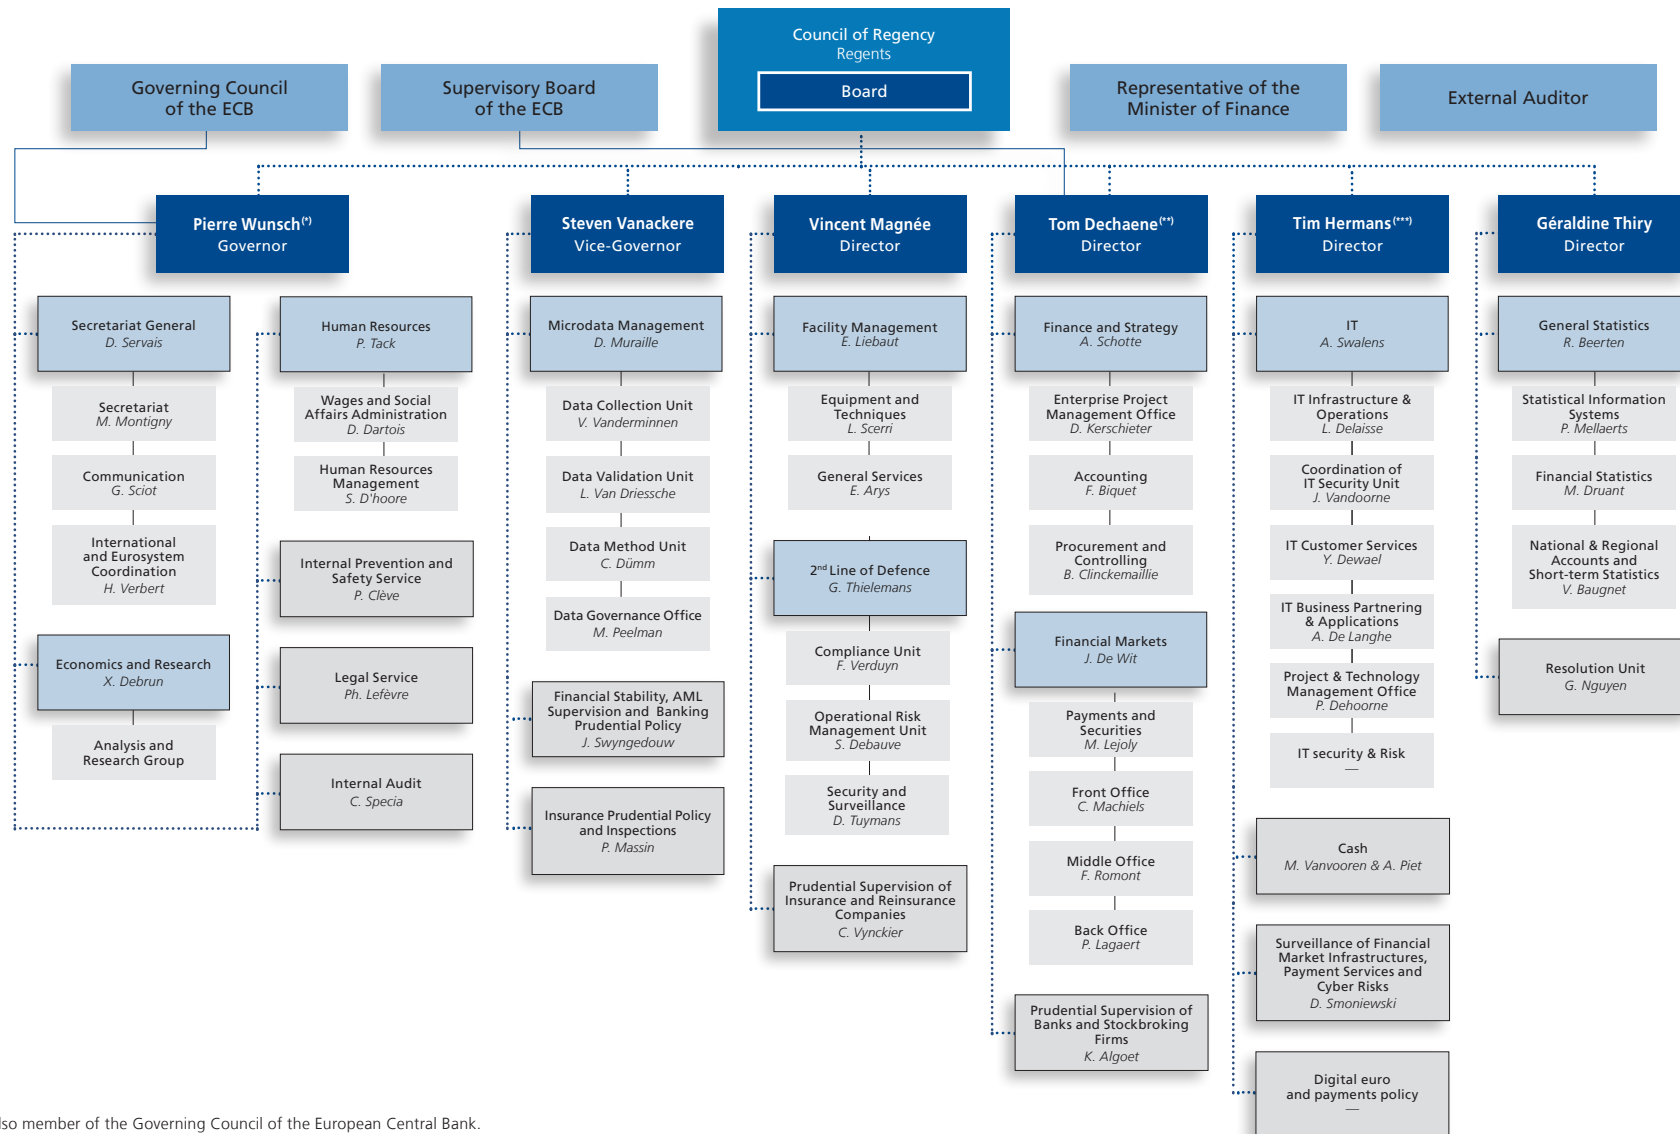 Council of Regency
Regents
Board
Governing Council
of the ECB
Supervisory Board
of the ECB
Representative of the
Minister of Finance
External Auditor
Pierre Wunsch(*)
Governor
Steven Vanackere
Vice-Governor
Vincent Magnée
Director
Tom Dechaene(**)
Director
Tim Hermans(***)
Director
Géraldine Thiry
Director
Secretariat General
D. Servais
Secretariat
M. Montigny
Communication
G. Sciot
International
and Eurosystem
Coordination
H. Verbert
Economics and Research
X. Debrun
Analysis and
Research Group
Human Resources
P. Tack
Wages and Social
Affairs Administration
D. Dartois
Human Resources
Management
S. D'hoore
Internal Prevention and
Safety Service
P. Clève
Legal Service
Ph. Lefèvre
Internal Audit
C. Specia
Microdata Management
D. Muraille
Data Collection Unit
V. Vanderminnen
Data Validation Unit
L. Van Driessche
Data Method Unit
C. Dümm
Data Governance Office
M. Peelman
Financial Stability, AML
Supervision and Banking
Prudential Policy
J. Swyngedouw
Insurance Prudential Policy
and Inspections
P. Massin
Facility Management
E. Liebaut
Equipment and
Techniques
L. Scerri
General Services
E. Arys
2nd Line of Defence
G. Thielemans
Compliance Unit
F. Verduyn
Operational Risk
Management Unit
S. Debauve
Security and
Surveillance
D. Tuymans
Prudential Supervision of
Insurance and Reinsurance
Companies
C. Vynckier
Finance and Strategy
A. Schotte
Enterprise Project
Management Office
D. Kerschieter
Accounting
F. Biquet
Procurement and
Controlling
B. Clinckemaillie
Financial Markets
J. De Wit
Payments and
Securities
M. Lejoly
Front Office
C. Machiels
Middle Office
F. Romont
Back Office
P. Lagaert
Prudential Supervision of
Banks and Stockbroking
Firms
K. Algoet
IT
A. Swalens
IT Infrastructure &
Operations
L. Delaisse
Coordination of
IT Security Unit
J. Vandoorne
IT Customer Services
Y. Dewael
IT Business Partnering
& Applications
A. De Langhe
Project & Technology
Management Office
P. Dehoorne
IT security & Risk
—
Cash
M. Vanvooren & A. Piet
Surveillance of Financial
Market Infrastructures,
Payment Services and
Cyber Risks
D. Smoniewski
Digital euro
and payments policy
—
General Statistics
R. Beerten
Statistical Information
Systems
P. Mellaerts
Financial Statistics
M. Druant
National & Regional
Accounts and
Short-term Statistics
V. Baugnet
Resolution Unit
G. Nguyen
lso member of the Governing Council of the European Central Bank.